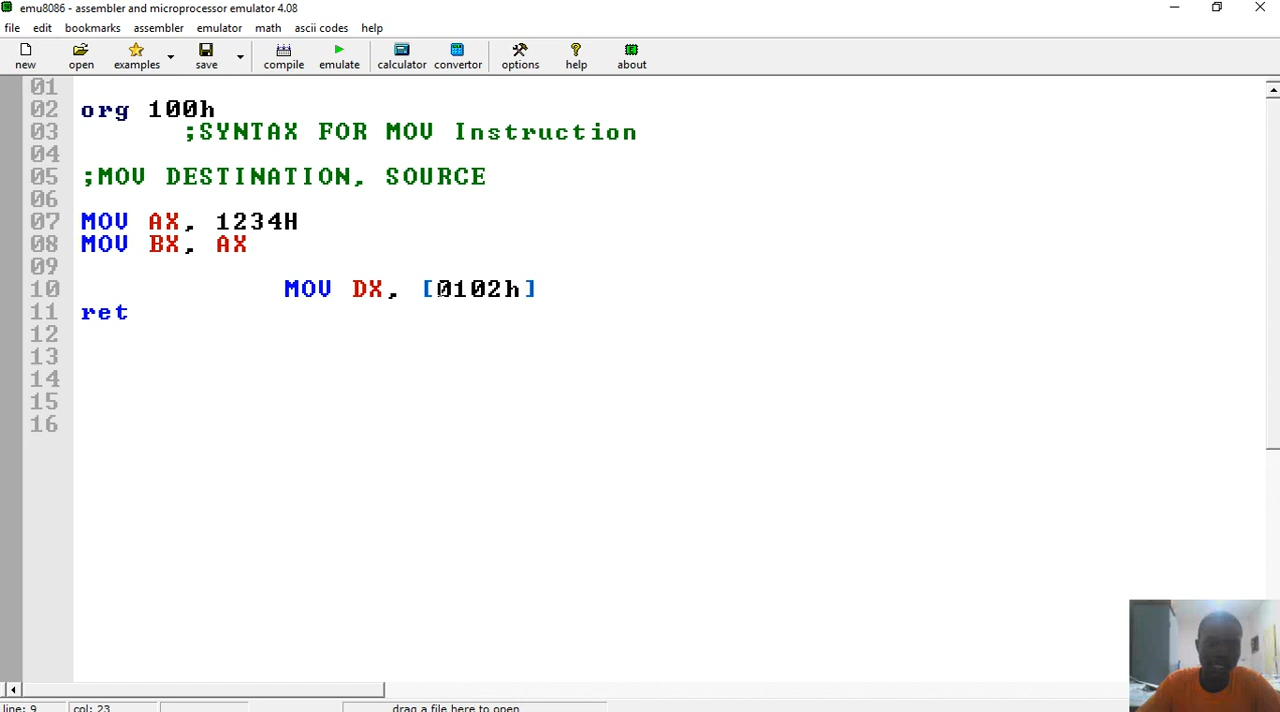 emu8086 - assembler and microprocessor emulator 4.08
file edit bookmarks assembler emulator math ascii codes help
new open examples save compile emulate calculator convertor options help about
01
02 org 100h
03 ;SYNTAX FOR MOV Instruction
04
05 ;MOV DESTINATION, SOURCE
06
07 MOV AX, 1234H
08 MOV BX, AX
09
10 MOV DX, [0102h]
11 ret
12
13
14
15
16
line: 9 col: 23 drag a file here to open